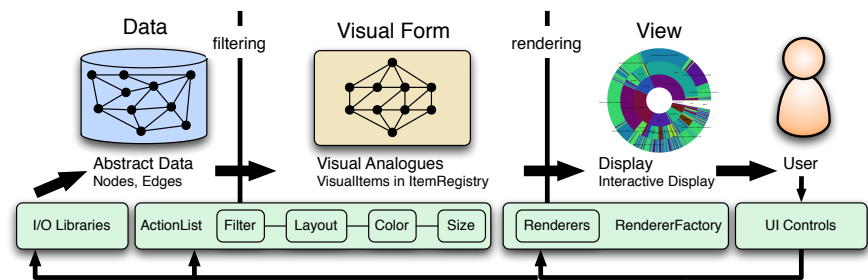 Data
filtering
Visual Form
rendering
View
Abstract Data
Nodes, Edges
Visual Analogues
VisualItems in ItemRegistry
Display
Interactive Display
User
I/O Libraries
ActionList
Filter
Layout
Color
Size
Renderers
RendererFactory
UI Controls